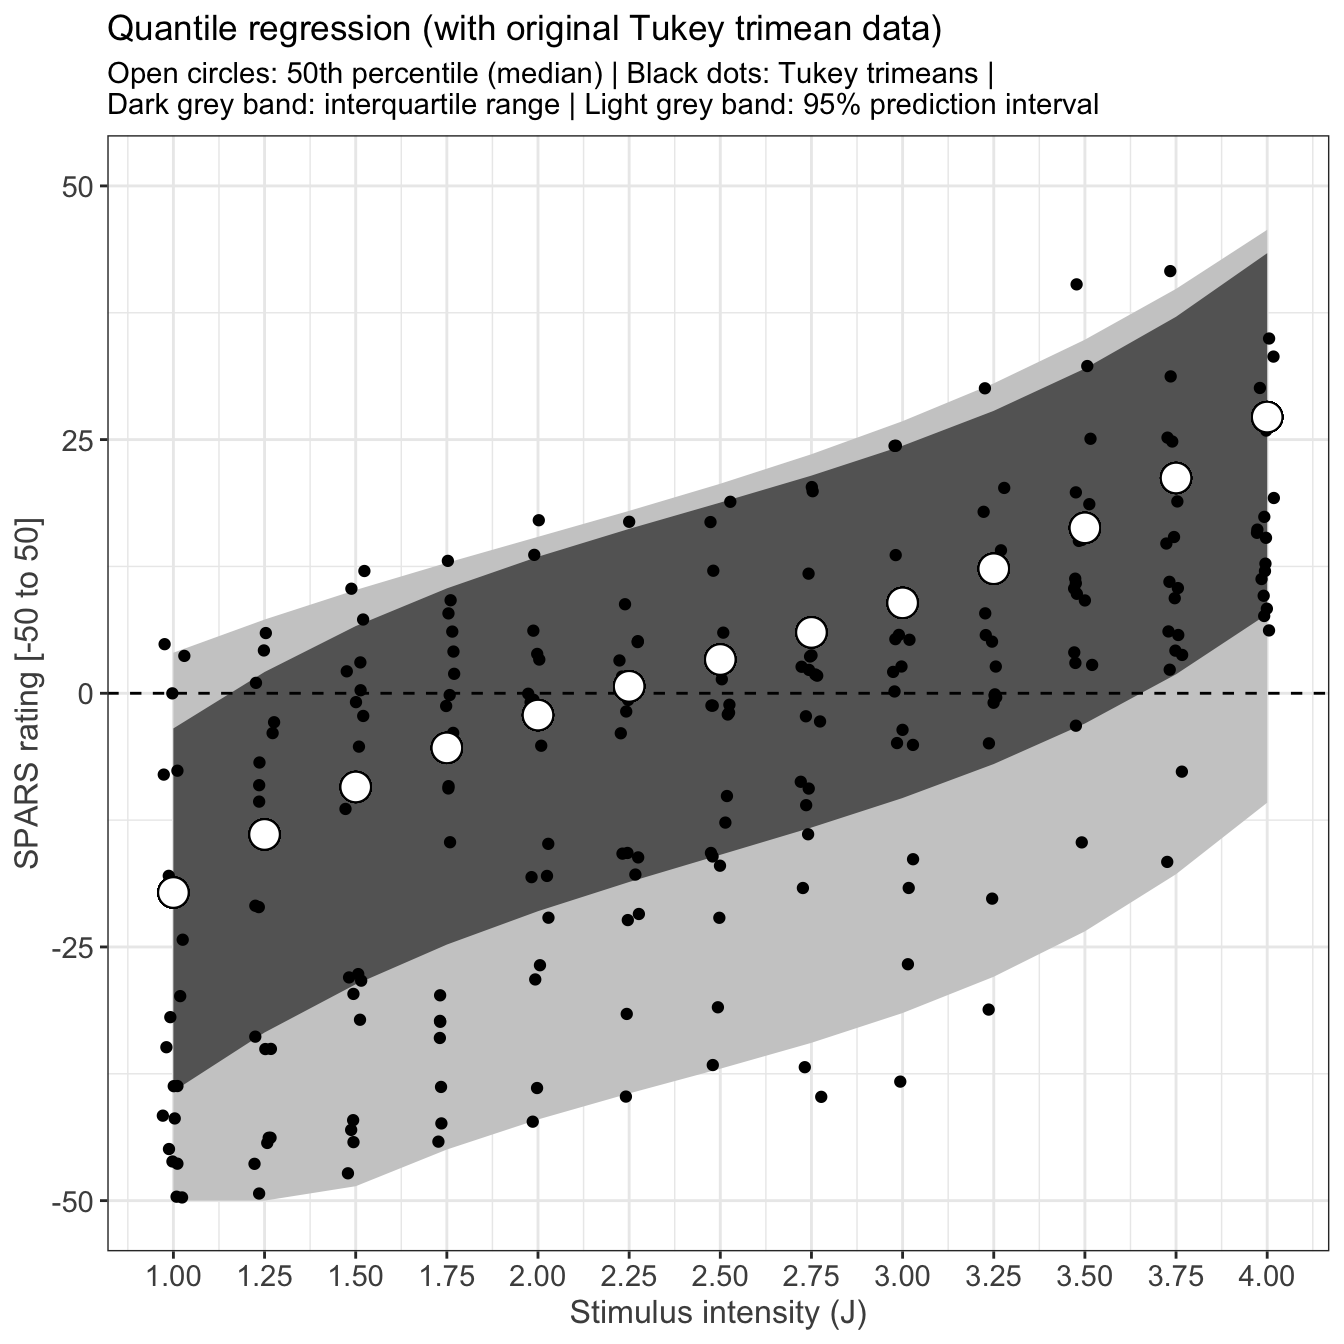 Quantile regression (with original Tukey trimean data)
Open circles: 50th percentile (median) | Black dots: Tukey trimeans |
Dark grey band: interquartile range | Light grey band: 95% prediction interval
SPARS rating [-50 to 50]
50
25
0
-25
-50
1.00 1.25 1.50 1.75 2.00 2.25 2.50 2.75 3.00 3.25 3.50 3.75 4.00
Stimulus intensity (J)